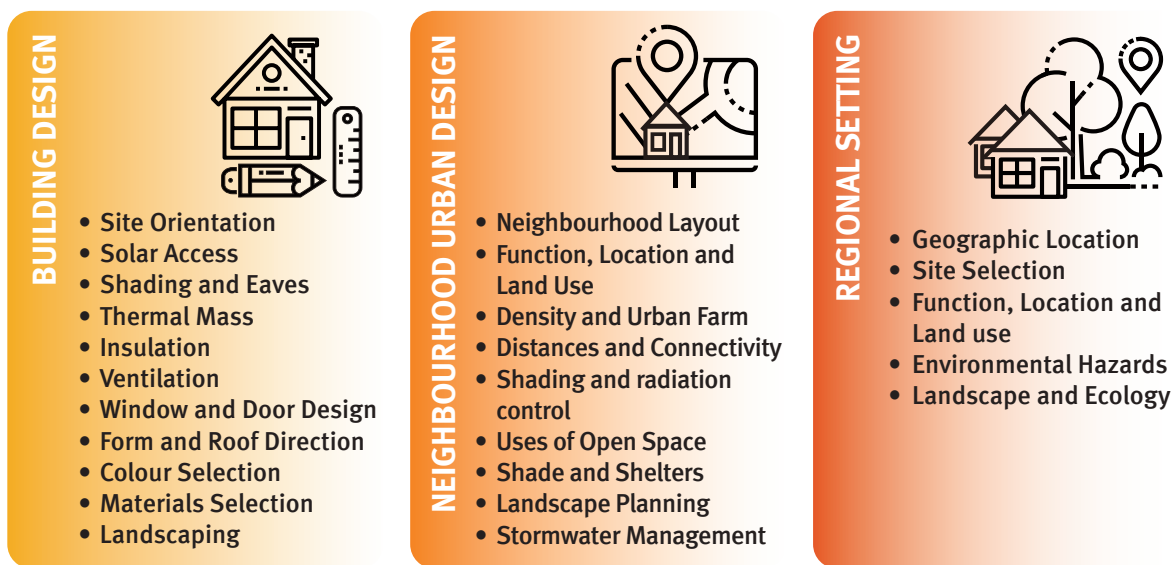 BUILDING DESIGN
• Site Orientation
• Solar Access
• Shading and Eaves
• Thermal Mass
• Insulation
• Ventilation
• Window and Door Design
• Form and Roof Direction
• Colour Selection
• Materials Selection
• Landscaping
NEIGHBOURHOOD URBAN DESIGN
• Neighbourhood Layout
• Function, Location and
Land Use
• Density and Urban Farm
• Distances and Connectivity
• Shading and radiation
control
• Uses of Open Space
• Shade and Shelters
• Landscape Planning
• Stormwater Management
REGIONAL SETTING
• Geographic Location
• Site Selection
• Function, Location and
Land use
• Environmental Hazards
• Landscape and Ecology